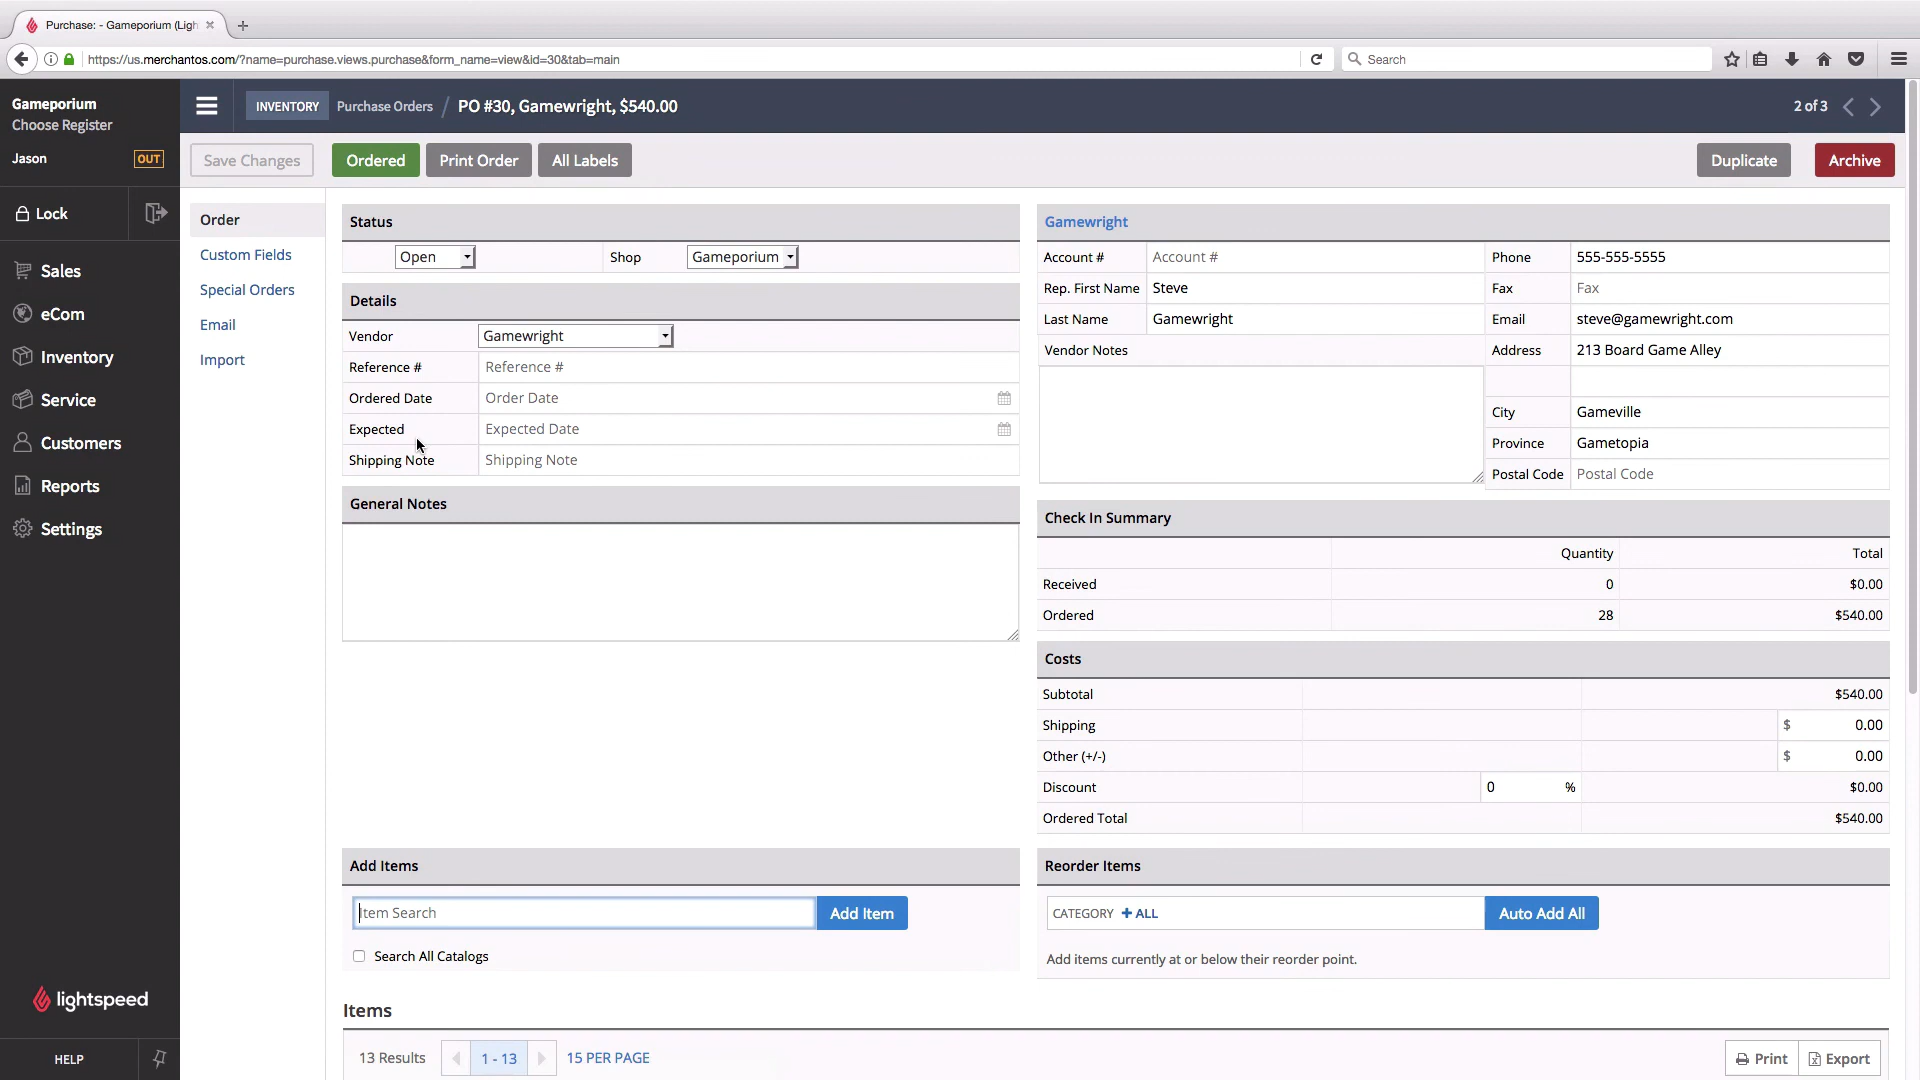 Purchase: - Gameporium (Ligh
https://us.merchantos.com/?name=purchase.views.purchase&form_name=view&id=30&tab=main
Search
Gameporium
Choose Register
Jason OUT
Lock
Sales
eCom
Inventory
Service
Customers
Reports
Settings
lightspeed
HELP
INVENTORY Purchase Orders / PO #30, Gamewright, $540.00
2 of 3
Save Changes Ordered Print Order All Labels Duplicate Archive
Order
Custom Fields
Special Orders
Email
Import
Status
Open Shop Gameporium
Details
Vendor Gamewright
Reference # Reference #
Ordered Date Order Date
Expected Expected Date
Shipping Note Shipping Note
General Notes
Gamewright
Account # Account # Phone 555-555-5555
Rep. First Name Steve Fax Fax
Last Name Gamewright Email steve@gamewright.com
Vendor Notes Address 213 Board Game Alley
City Gameville
Province Gametopia
Postal Code Postal Code
Check In Summary
Quantity Total
Received 0 $0.00
Ordered 28 $540.00
Costs
Subtotal $540.00
Shipping $ 0.00
Other (+/-) $ 0.00
Discount 0 % $0.00
Ordered Total $540.00
Add Items
Item Search Add Item
Search All Catalogs
Reorder Items
CATEGORY + ALL Auto Add All
Add items currently at or below their reorder point.
Items
13 Results 1 - 13 15 PER PAGE Print Export